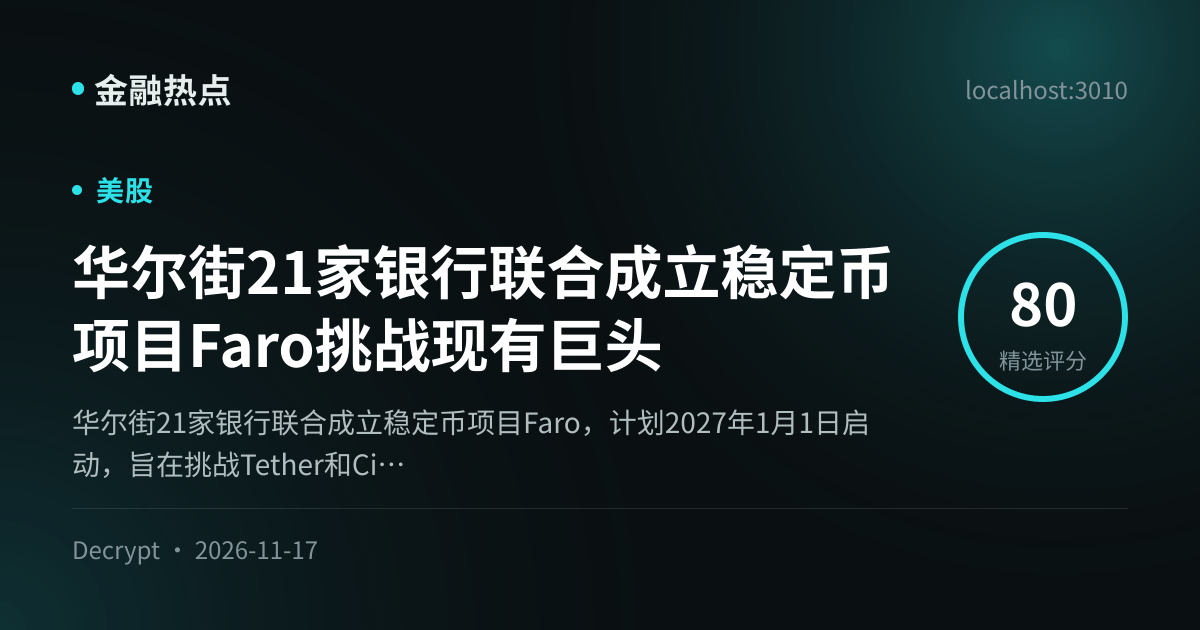 金融热点
localhost:3010
美股
华尔街21家银行联合成立稳定币
项目Faro挑战现有巨头
80
精选评分
华尔街21家银行联合成立稳定币项目Faro，计划2027年1月1日启
动，旨在挑战Tether和Ci…
Decrypt · 2026-11-17